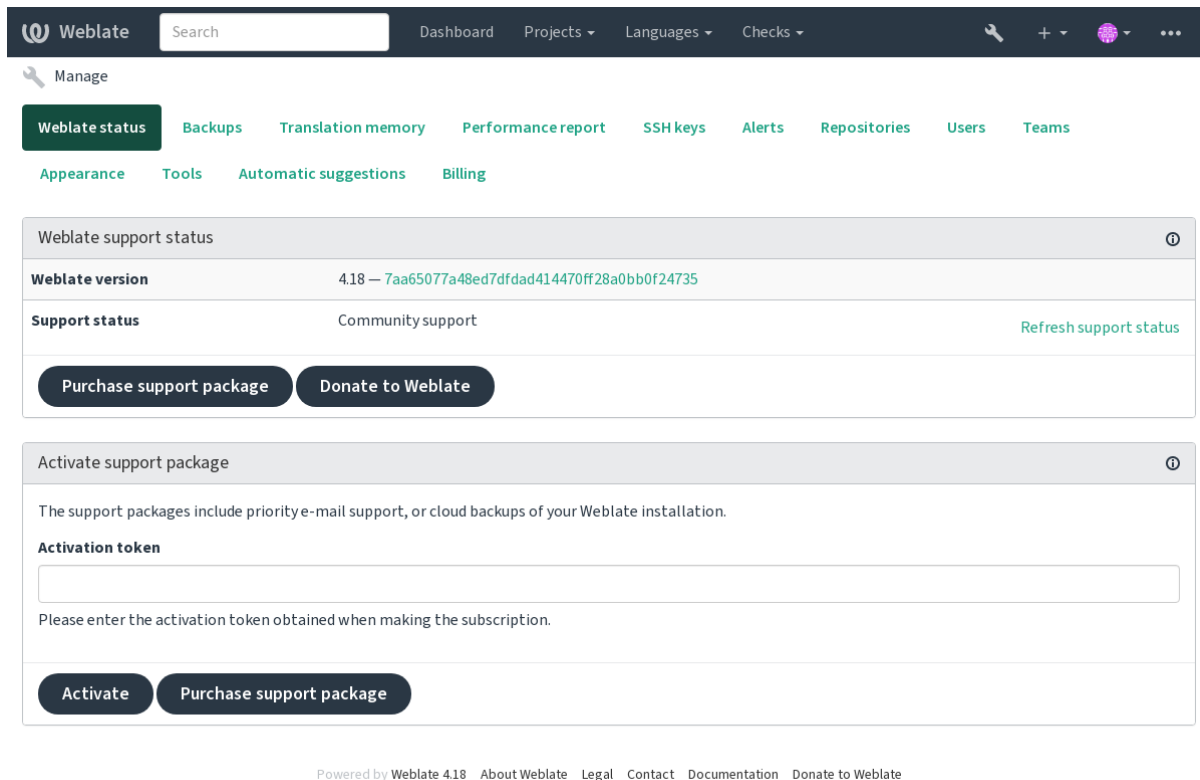 Weblate Search Dashboard Projects Languages Checks
Manage
Weblate status Backups Translation memory Performance report SSH keys Alerts Repositories Users Teams
Appearance Tools Automatic suggestions Billing
Weblate support status
Weblate version 4.18 — 7aa65077a48ed7dfdad414470ff28a0bb0f24735
Support status Community support Refresh support status
Purchase support package Donate to Weblate
Activate support package
The support packages include priority e-mail support, or cloud backups of your Weblate installation.
Activation token
Please enter the activation token obtained when making the subscription.
Activate Purchase support package
Powered by Weblate 4.18 About Weblate Legal Contact Documentation Donate to Weblate